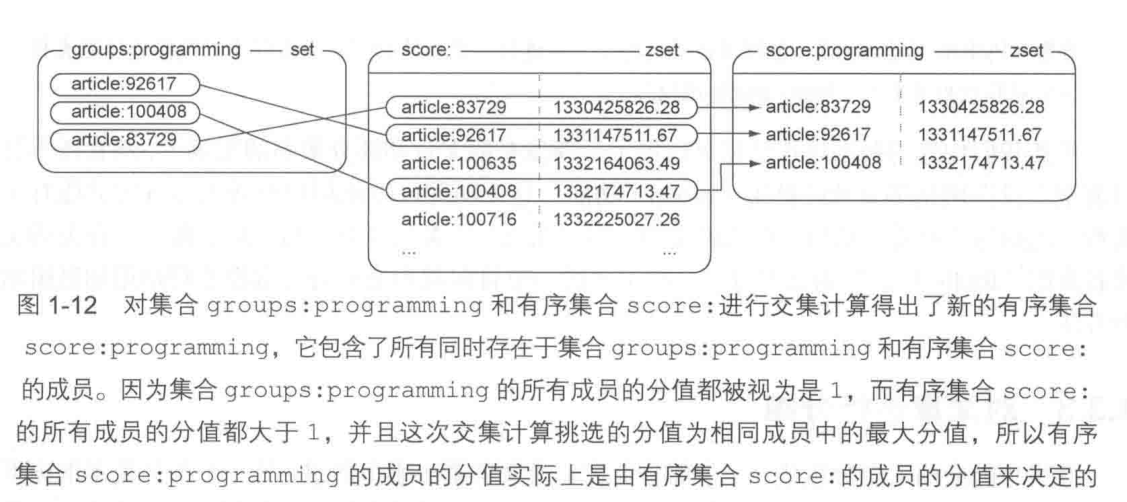 groups:programming set
article:92617
article:100408
article:83729
score: zset
article:83729 1330425826.28
article:92617 1331147511.67
article:100635 1332164063.49
article:100408 1332174713.47
article:100716 1332225027.26
... ...
score:programming zset
article:83729 1330425826.28
article:92617 1331147511.67
article:100408 1332174713.47
图 1-12 对集合 groups:programming 和有序集合 score:进行交集计算得出了新的有序集合
score:programming，它包含了所有同时存在于集合 groups:programming 和有序集合 score:
的成员。因为集合 groups:programming 的所有成员的分值都被视为是 1，而有序集合 score:
的所有成员的分值都大于 1，并且这次交集计算挑选的分值为相同成员中的最大分值，所以有序
集合 score:programming 的成员的分值实际上是由有序集合 score:的成员的分值来决定的